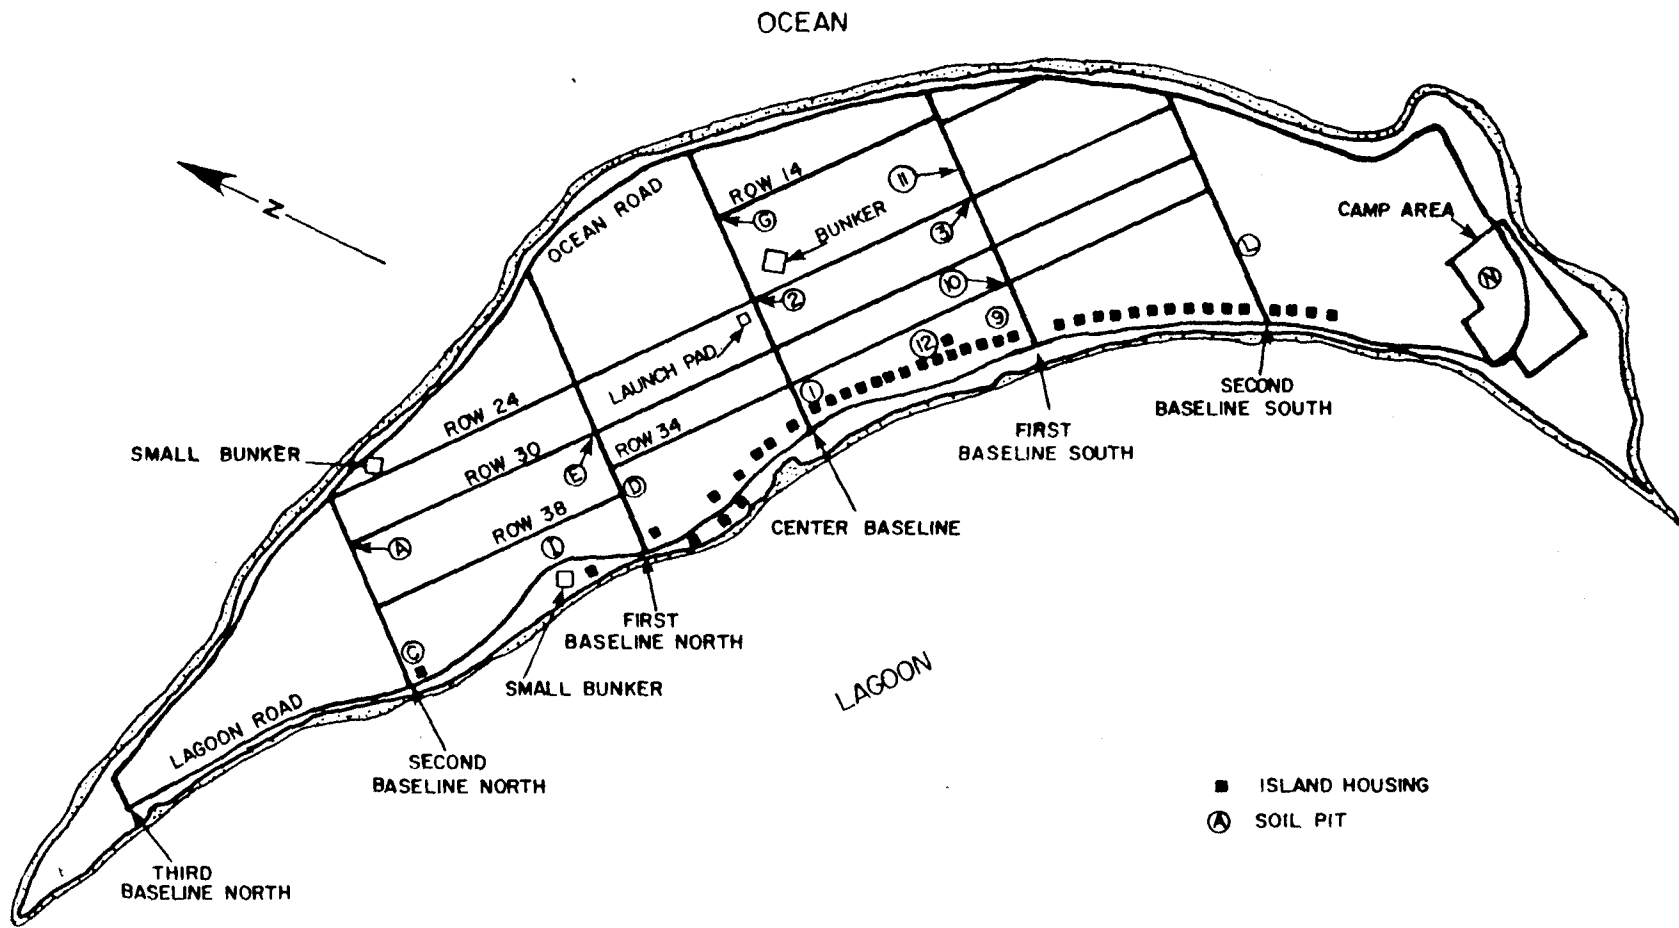 OCEAN
N
OCEAN ROAD
ROW 14
G
BUNKER
11
3
2
10
9
12
1
L
CAMP AREA
N
LAUNCH PAD
ROW 24
SMALL BUNKER
ROW 30
ROW 34
E
D
ROW 38
A
C
SECOND
BASELINE SOUTH
FIRST
BASELINE SOUTH
CENTER BASELINE
FIRST
BASELINE NORTH
SMALL BUNKER
LAGOON
LAGOON ROAD
SECOND
BASELINE NORTH
THIRD
BASELINE NORTH
ISLAND HOUSING
A SOIL PIT